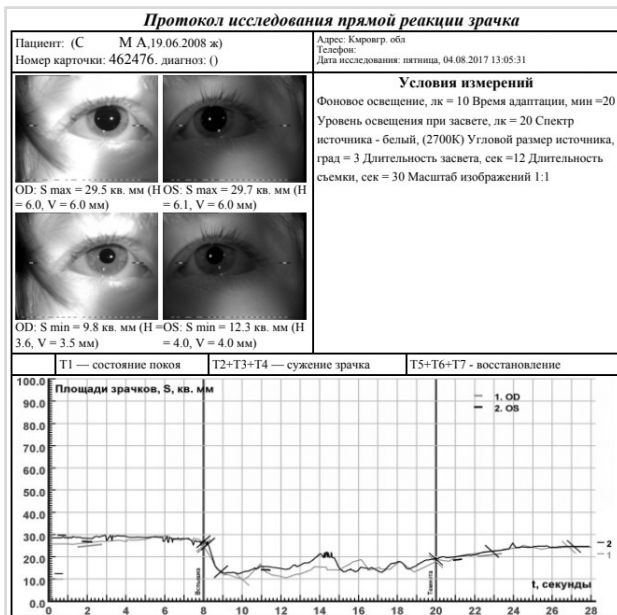 Протокол исследования прямой реакции зрачка
Пациент: (С М А,19.06.2008 ж)
Номер карточки: 462476. диагноз: ()
Адрес: Кмровгр. обл
Телефон:
Дата исследования: пятница, 04.08.2017 13:05:31
Условия измерений
Фоновое освещение, лк = 10 Время адаптации, мин =20
Уровень освещения при засвете, лк = 20 Спектр
источника - белый, (2700К) Угловой размер источника,
град = 3 Длительность засвета, сек =12 Длительность
съемки, сек = 30 Масштаб изображений 1:1
OD: S max = 29.5 кв. мм (H
= 6.0, V = 6.0 мм)
OS: S max = 29.7 кв. мм (H
= 6.1, V = 6.0 мм)
OD: S min = 9.8 кв. мм (H =
3.6, V = 3.5 мм)
OS: S min = 12.3 кв. мм (H
= 4.0, V = 4.0 мм)
T1 — состояние покоя
T2+T3+T4 — сужение зрачка
T5+T6+T7 - восстановление
Площади зрачков, S, кв. мм
1. OD
2. OS
100.0
90.0
80.0
70.0
60.0
50.0
40.0
30.0
20.0
10.0
0.0
Вспышка
Темнота
2
1
t, секунды
0 2 4 6 8 10 12 14 16 18 20 22 24 26 28